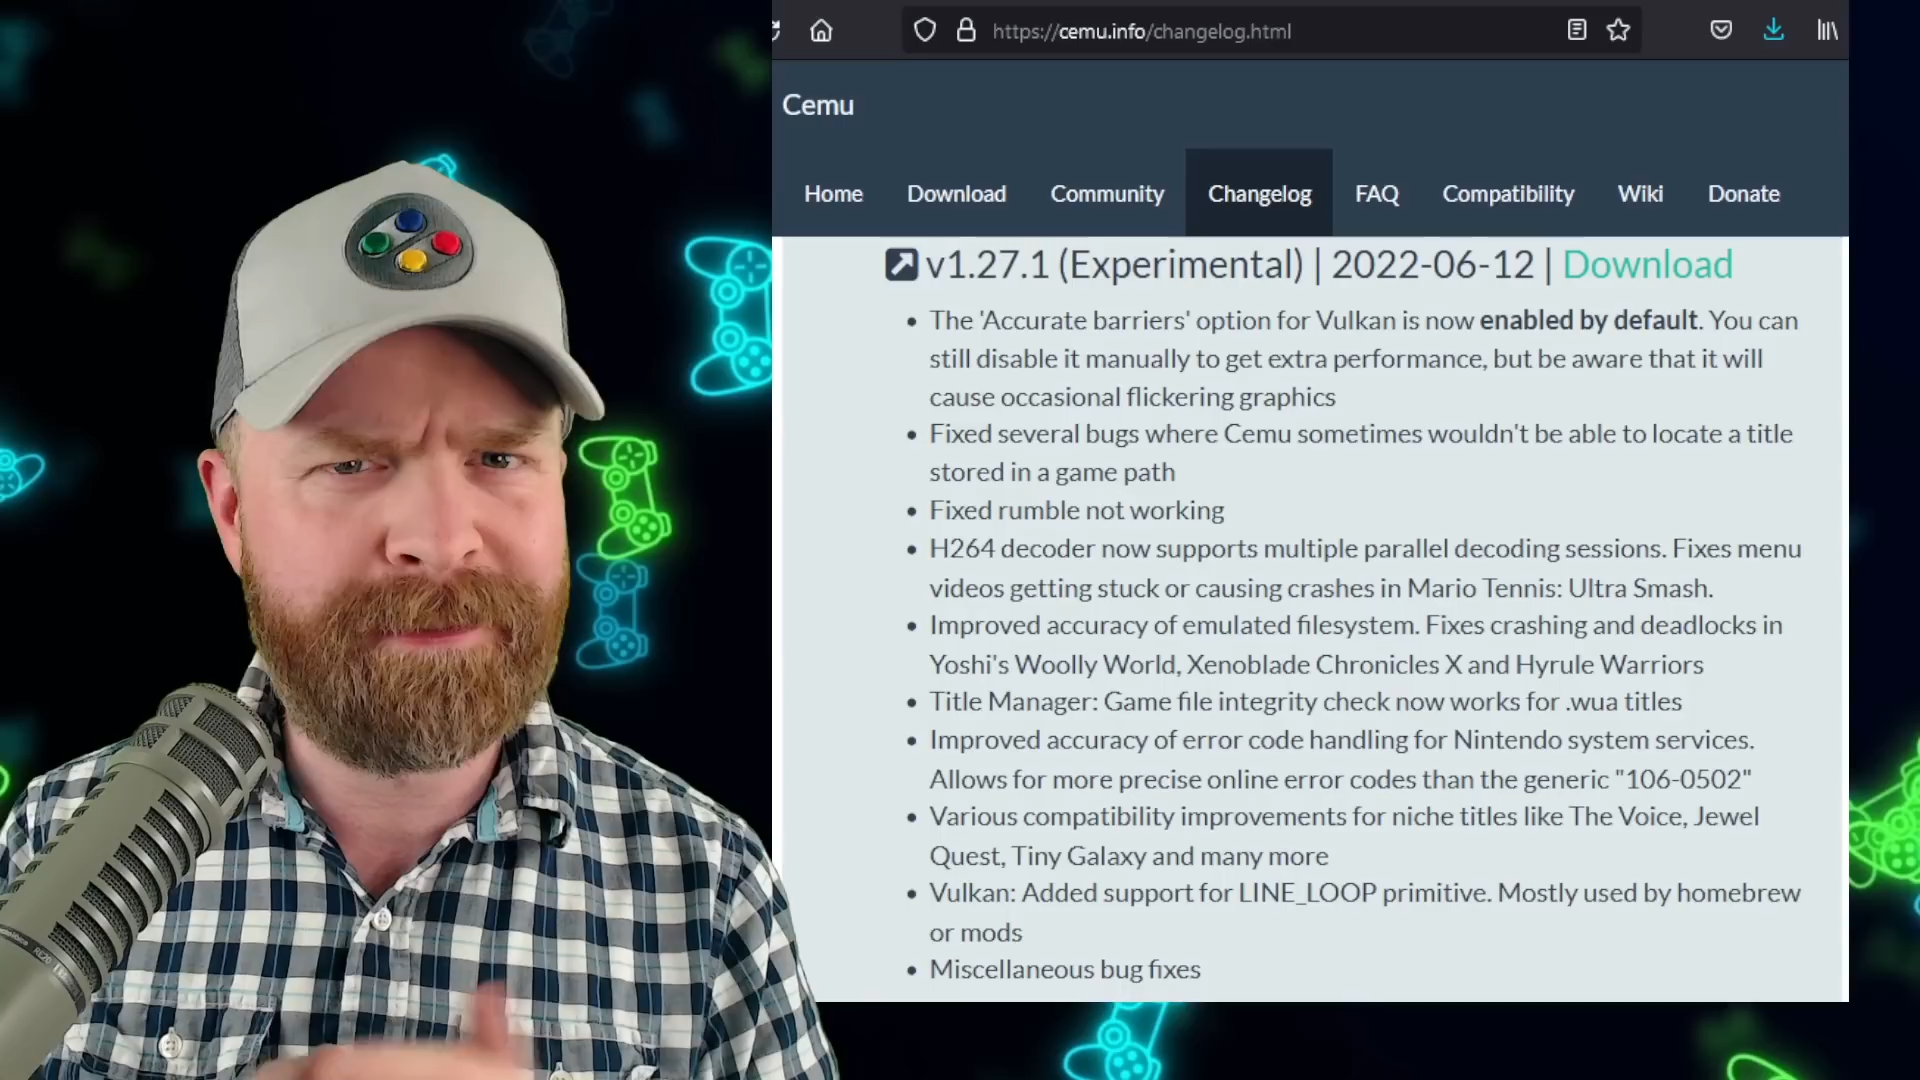 https://cemu.info/changelog.html
Cemu
Home Download Community Changelog FAQ Compatibility Wiki Donate
v1.27.1 (Experimental) | 2022-06-12 | Download
• The 'Accurate barriers' option for Vulkan is now enabled by default. You can
still disable it manually to get extra performance, but be aware that it will
cause occasional flickering graphics
• Fixed several bugs where Cemu sometimes wouldn't be able to locate a title
stored in a game path
• Fixed rumble not working
• H264 decoder now supports multiple parallel decoding sessions. Fixes menu
videos getting stuck or causing crashes in Mario Tennis: Ultra Smash.
• Improved accuracy of emulated filesystem. Fixes crashing and deadlocks in
Yoshi's Woolly World, Xenoblade Chronicles X and Hyrule Warriors
• Title Manager: Game file integrity check now works for .wua titles
• Improved accuracy of error code handling for Nintendo system services.
Allows for more precise online error codes than the generic "106-0502"
• Various compatibility improvements for niche titles like The Voice, Jewel
Quest, Tiny Galaxy and many more
• Vulkan: Added support for LINE_LOOP primitive. Mostly used by homebrew
or mods
• Miscellaneous bug fixes